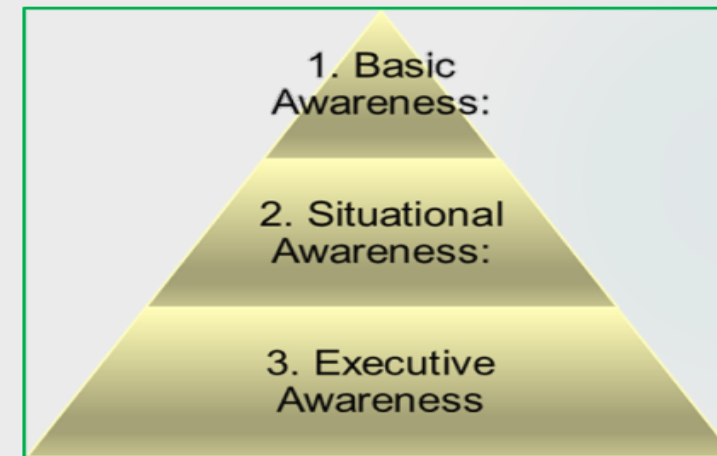 1. Basic
Awareness:
2. Situational
Awareness:
3. Executive
Awareness